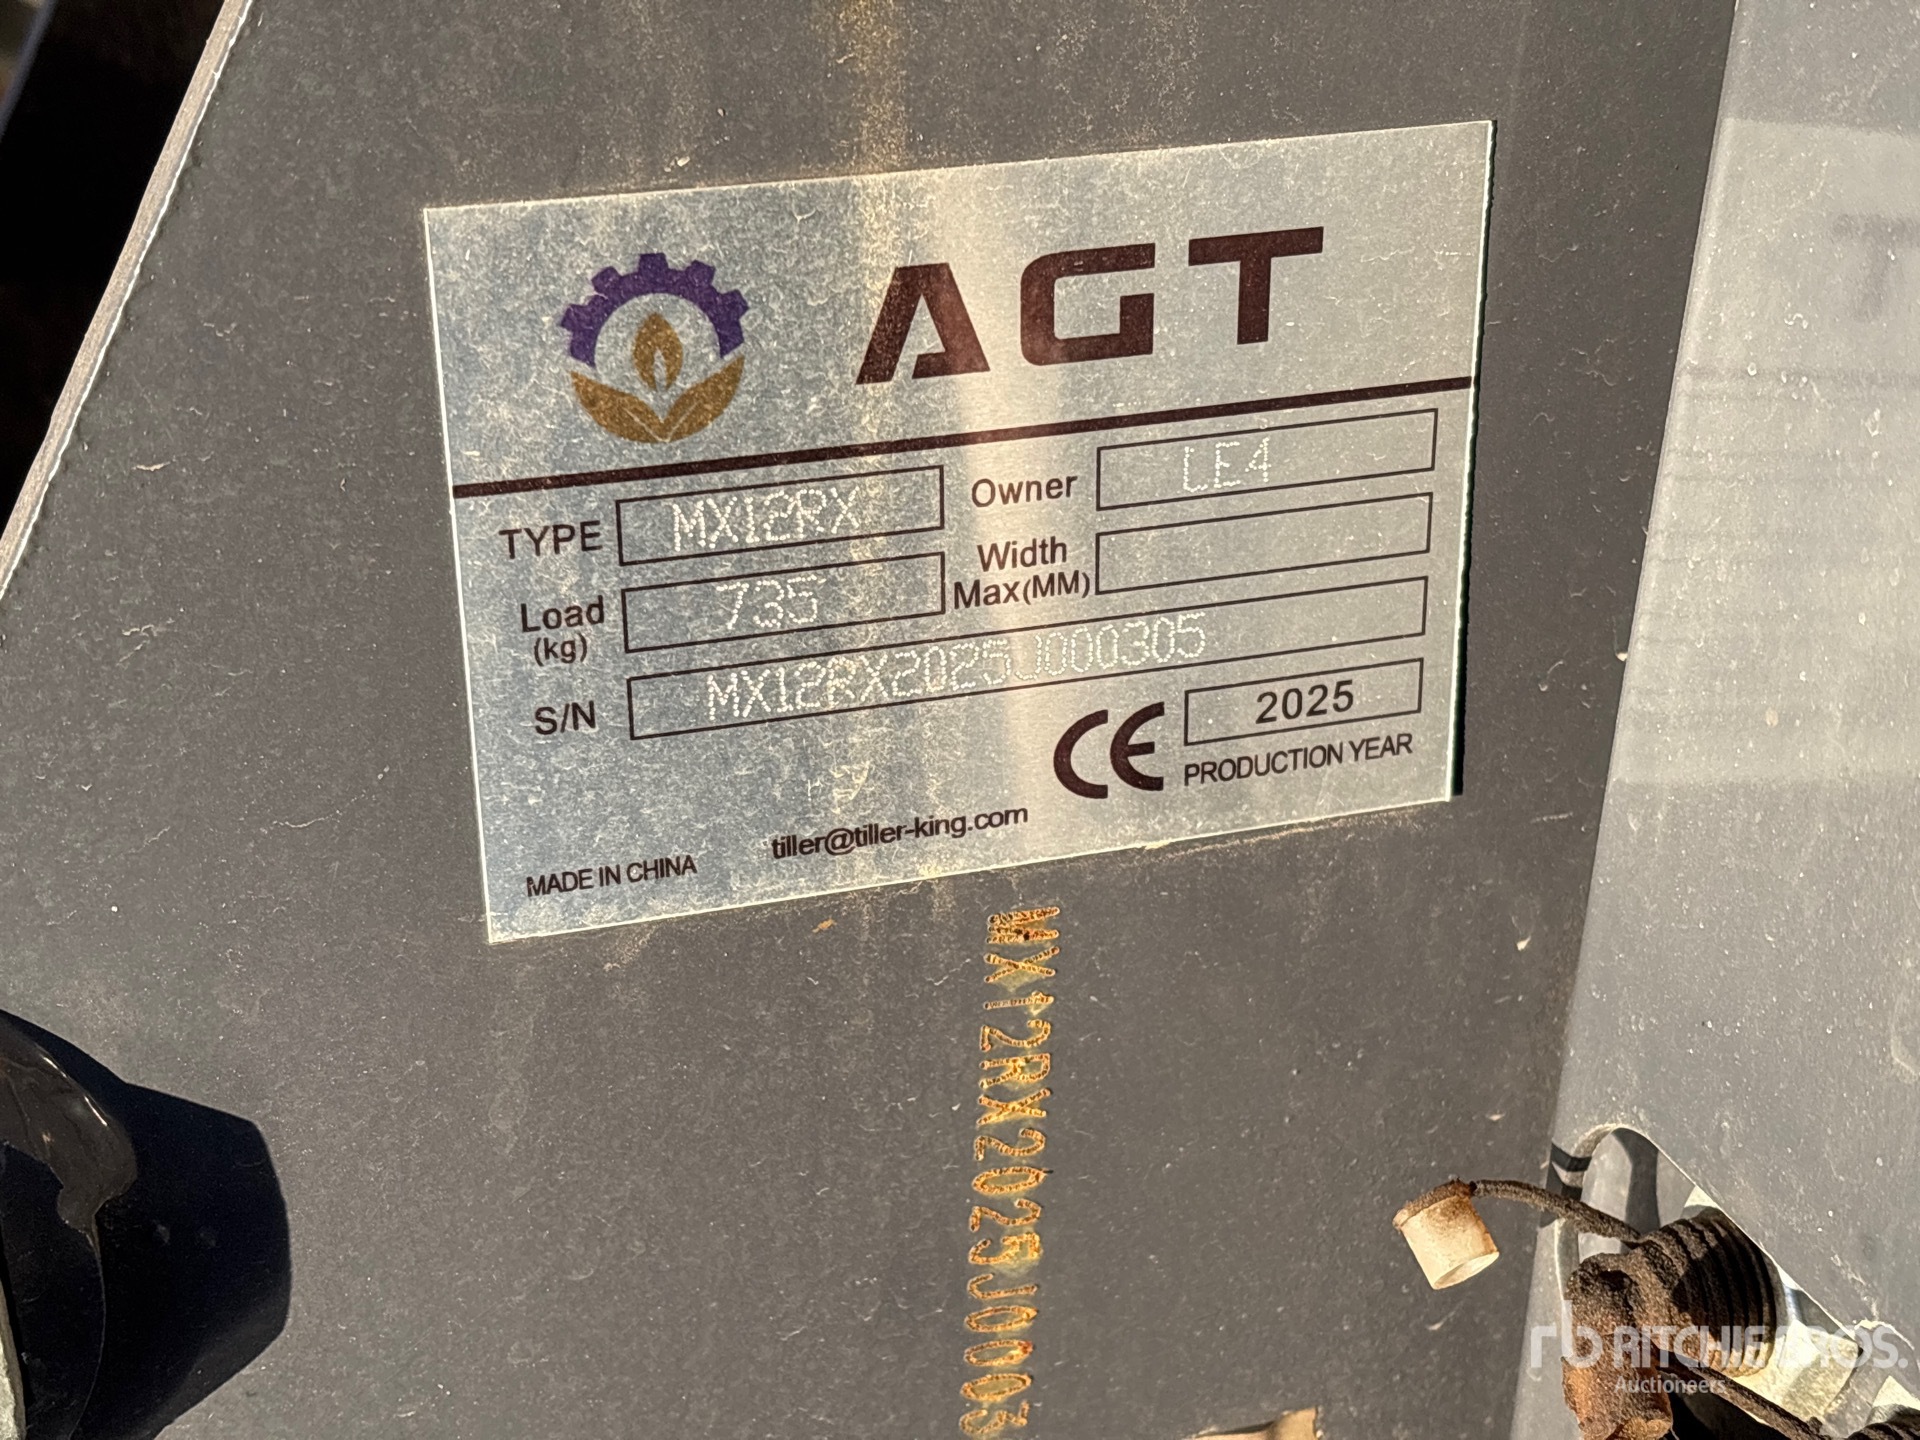 AGT
TYPE MX12RX Owner LE4
Load (kg) 735 Width Max(MM)
S/N MX12RX2025J000305
CE 2025
PRODUCTION YEAR
MADE IN CHINA tiller@tiller-king.com
MX12RX2025J0003
rb RITCHIE BROS.
Auctioneers